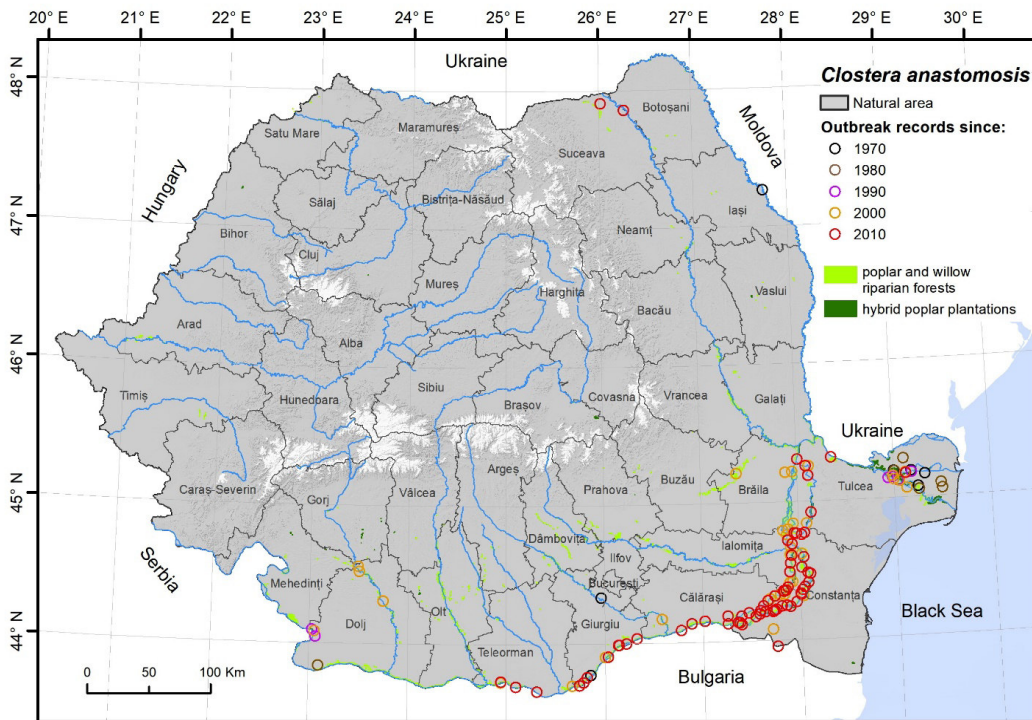 20° E 21° E 22° E 23° E 24° E 25° E 26° E 27° E 28° E 29° E 30° E
48° N
47° N
46° N
45° N
44° N
Ukraine
Moldova
Hungary
Serbia
Bulgaria
Ukraine
Black Sea
Botoșani
Satu Mare
Maramureș
Suceava
Sălaj
Bistrița-Năsăud
Iași
Bihor
Neamț
Cluj
Mureș
Harghița
Vaslui
Bacău
Arad
Alba
Sibiu
Covasna
Vrancea
Galați
Timiș
Hunedoara
Brașov
Argeș
Caraș-Severin
Gorj
Vâlcea
Prahova
Buzău
Brăila
Tulcea
Dâmbovița
Ialomița
Ilfov
București
Mehedinți
Dolj
Olt
Giurgiu
Călărași
Constanța
Teleorman
Clostera anastomosis
Natural area
Outbreak records since:
1970
1980
1990
2000
2010
poplar and willow
riparian forests
hybrid poplar plantations
0 50 100 Km